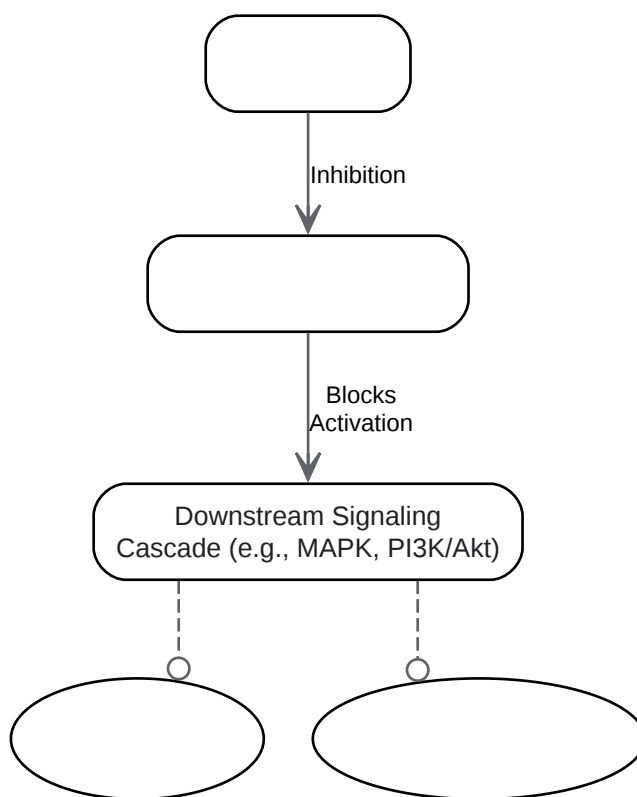 Inhibition
Blocks
Activation
Downstream Signaling
Cascade (e.g., MAPK, PI3K/Akt)